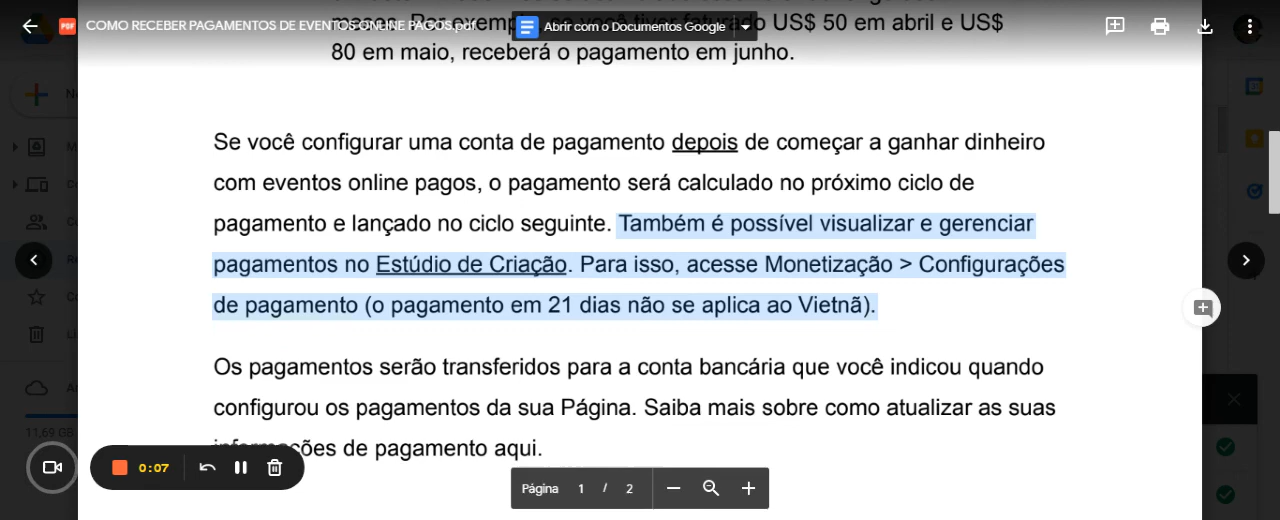 COMO RECEBER PAGAMENTOS DE EVENTOS ONLINE PAGOS.pdf
Abrir com o Documentos Google
US$ 50 em abril e US$
80 em maio, receberá o pagamento em junho.
Se você configurar uma conta de pagamento depois de começar a ganhar dinheiro
com eventos online pagos, o pagamento será calculado no próximo ciclo de
pagamento e lançado no ciclo seguinte. Também é possível visualizar e gerenciar
pagamentos no Estúdio de Criação. Para isso, acesse Monetização > Configurações
de pagamento (o pagamento em 21 dias não se aplica ao Vietnã).
Os pagamentos serão transferidos para a conta bancária que você indicou quando
configurou os pagamentos da sua Página. Saiba mais sobre como atualizar as suas
informações de pagamento aqui.
11,69 GB
0:07
Página 1 / 2